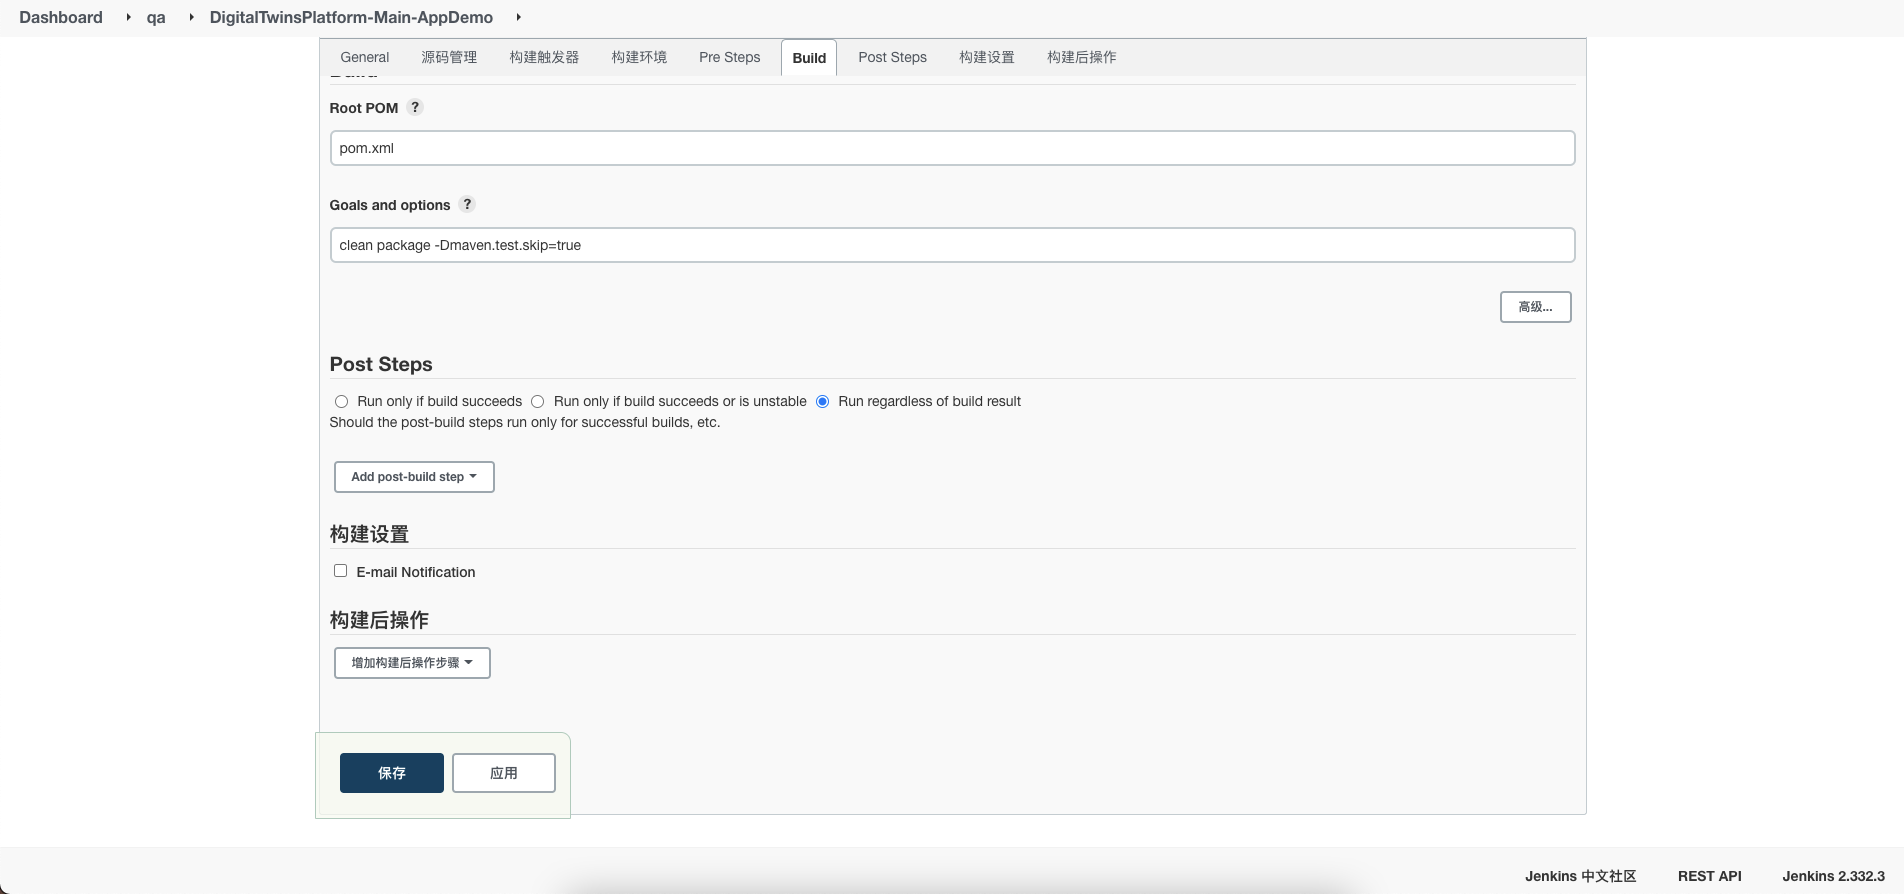 Dashboard qa DigitalTwinsPlatform-Main-AppDemo
General 源码管理 构建触发器 构建环境 Pre Steps Build Post Steps 构建设置 构建后操作
Root POM ?
pom.xml
Goals and options ?
clean package -Dmaven.test.skip=true
高级...
Post Steps
Run only if build succeeds Run only if build succeeds or is unstable Run regardless of build result
Should the post-build steps run only for successful builds, etc.
Add post-build step
构建设置
E-mail Notification
构建后操作
增加构建后操作步骤
保存 应用
Jenkins 中文社区 REST API Jenkins 2.332.3